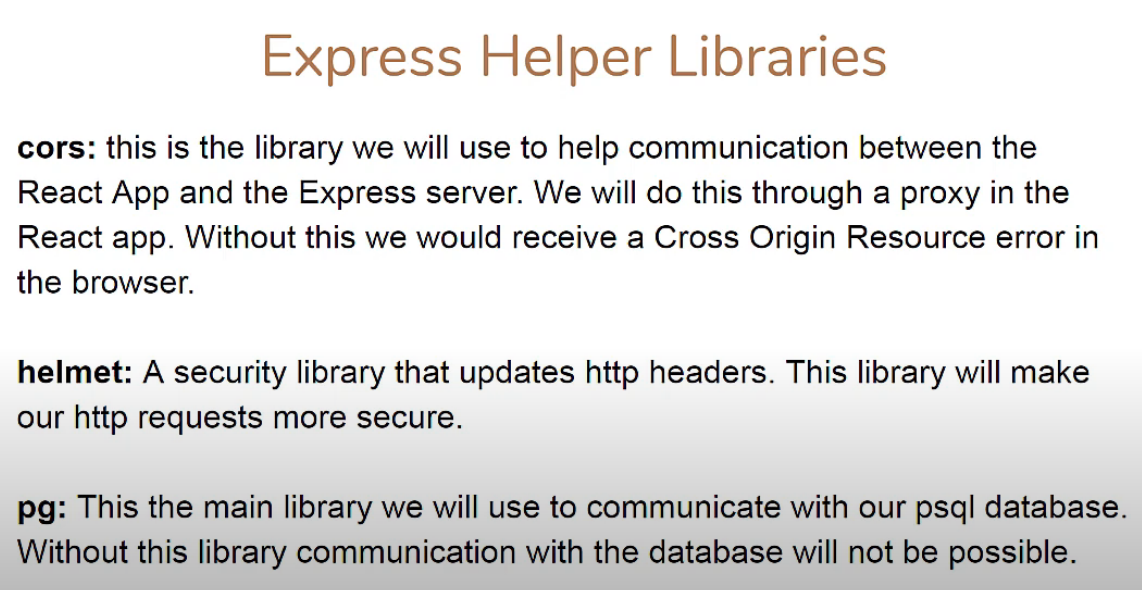 Express Helper Libraries
cors: this is the library we will use to help communication between the
React App and the Express server. We will do this through a proxy in the
React app. Without this we would receive a Cross Origin Resource error in
the browser.
helmet: A security library that updates http headers. This library will make
our http requests more secure.
pg: This the main library we will use to communicate with our psql database.
Without this library communication with the database will not be possible.